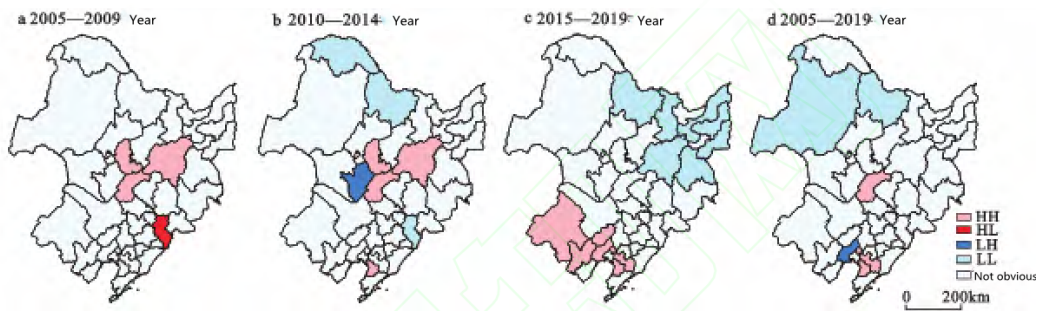 a 2005—2009 Year
b 2010—2014 Year
c 2015—2019 Year
d 2005—2019 Year
HH
HL
LH
LL
Not obvious
0 200km